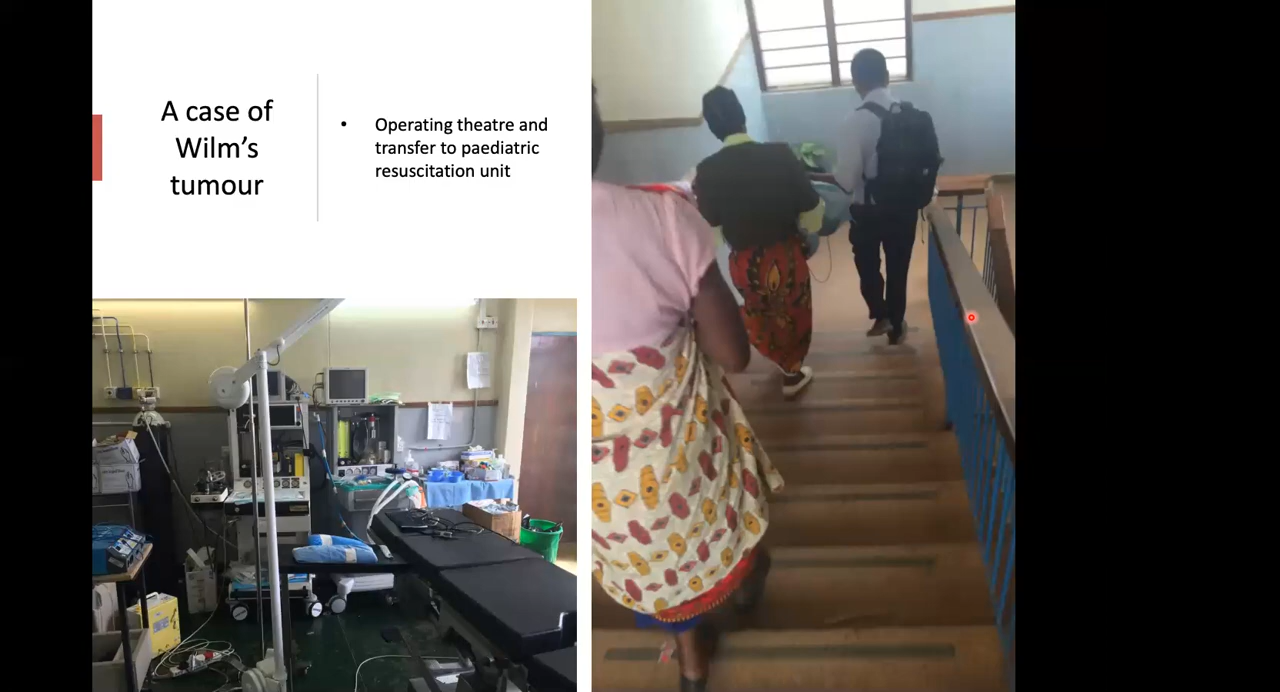 A case of
Wilm’s
tumour
• Operating theatre and
transfer to paediatric
resuscitation unit